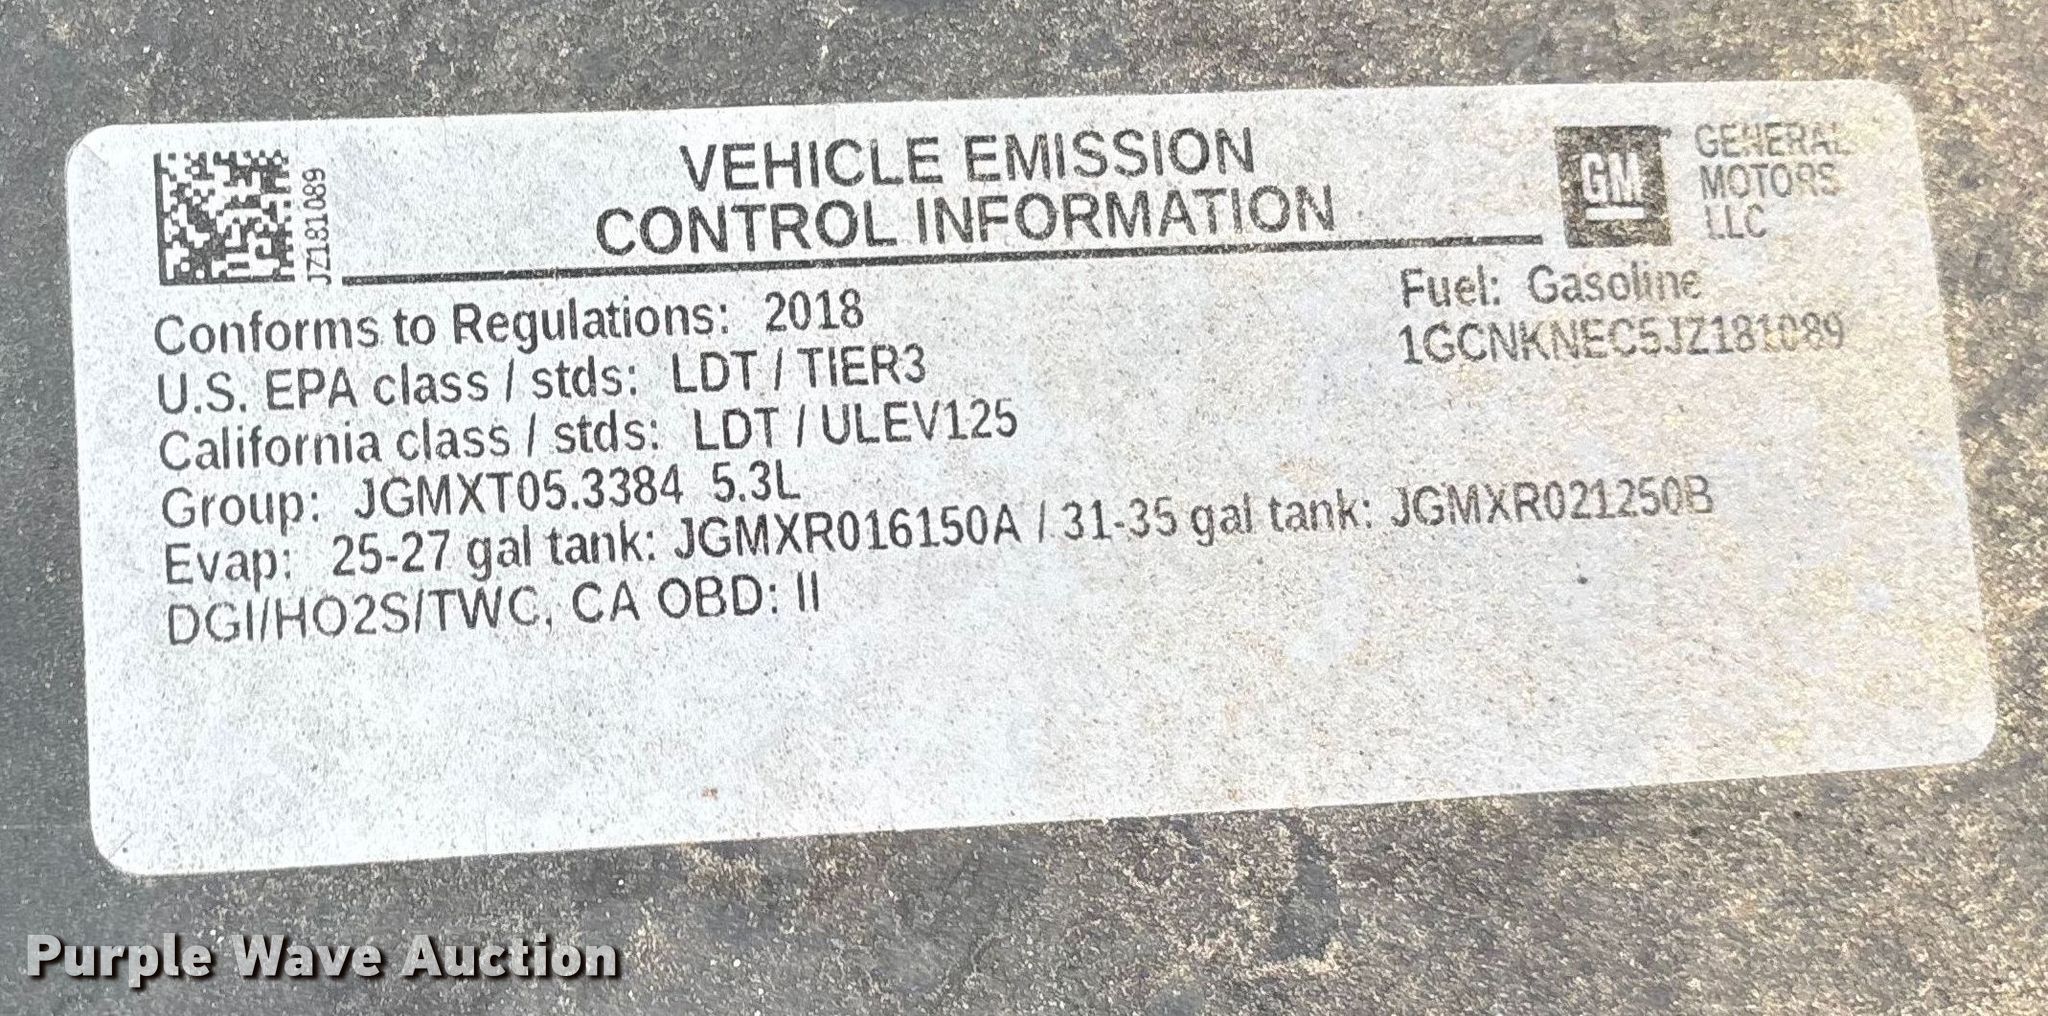 JZ181089
VEHICLE EMISSION
CONTROL INFORMATION
GM
GENERAL
MOTORS
LLC
Conforms to Regulations: 2018
Fuel: Gasoline
U.S. EPA class / stds: LDT / TIER3
1GCNKNEC5JZ181089
California class / stds: LDT / ULEV125
Group: JGMXT05.3384 5.3L
Evap: 25-27 gal tank: JGMXR016150A / 31-35 gal tank: JGMXR021250B
DGI/HO2S/TWC, CA OBD: II
Purple Wave Auction